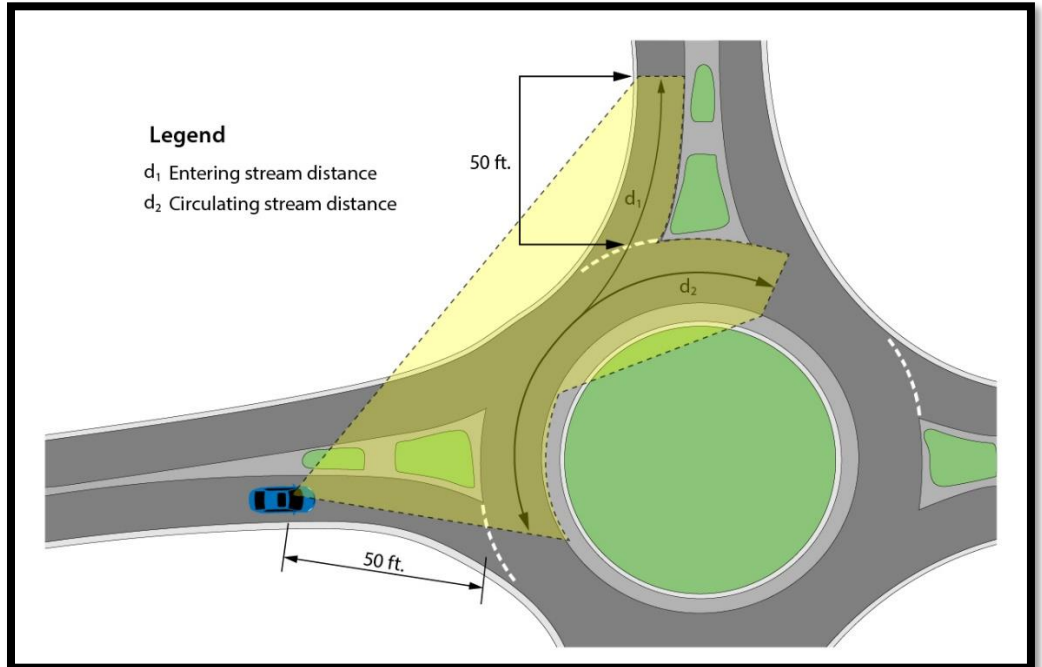 Legend
d₁ Entering stream distance
d₂ Circulating stream distance
50 ft.
d₁
d₂
50 ft.